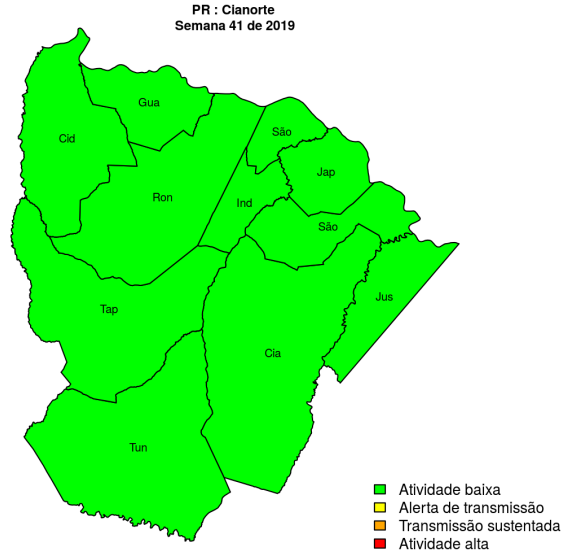 PR : Cianorte
Semana 41 de 2019
Gua
São
Cid
Jap
Ron
Ind
São
Jus
Tap
Cia
Tun
Atividade baixa
Alerta de transmissão
Transmissão sustentada
Atividade alta